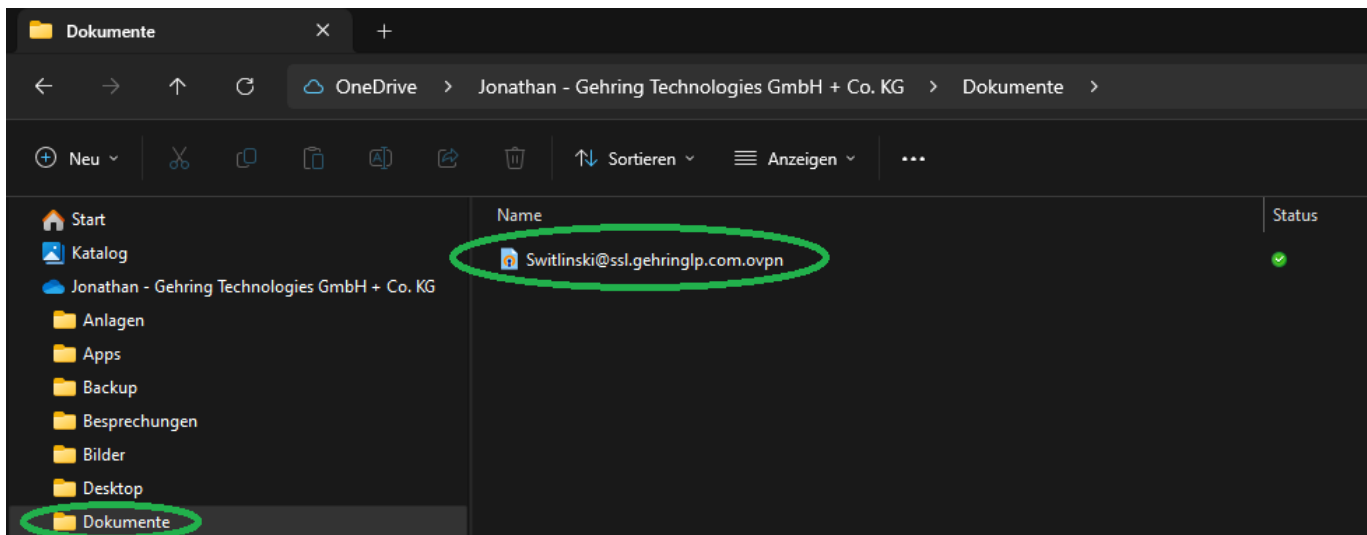 Dokumente
OneDrive > Jonathan - Gehring Technologies GmbH + Co. KG > Dokumente >
Neu Sortieren Anzeigen ...
Start
Katalog
Jonathan - Gehring Technologies GmbH + Co. KG
Anlagen
Apps
Backup
Besprechungen
Bilder
Desktop
Dokumente
Name Status
Switlinski@ssl.gehringlp.com.ovpn